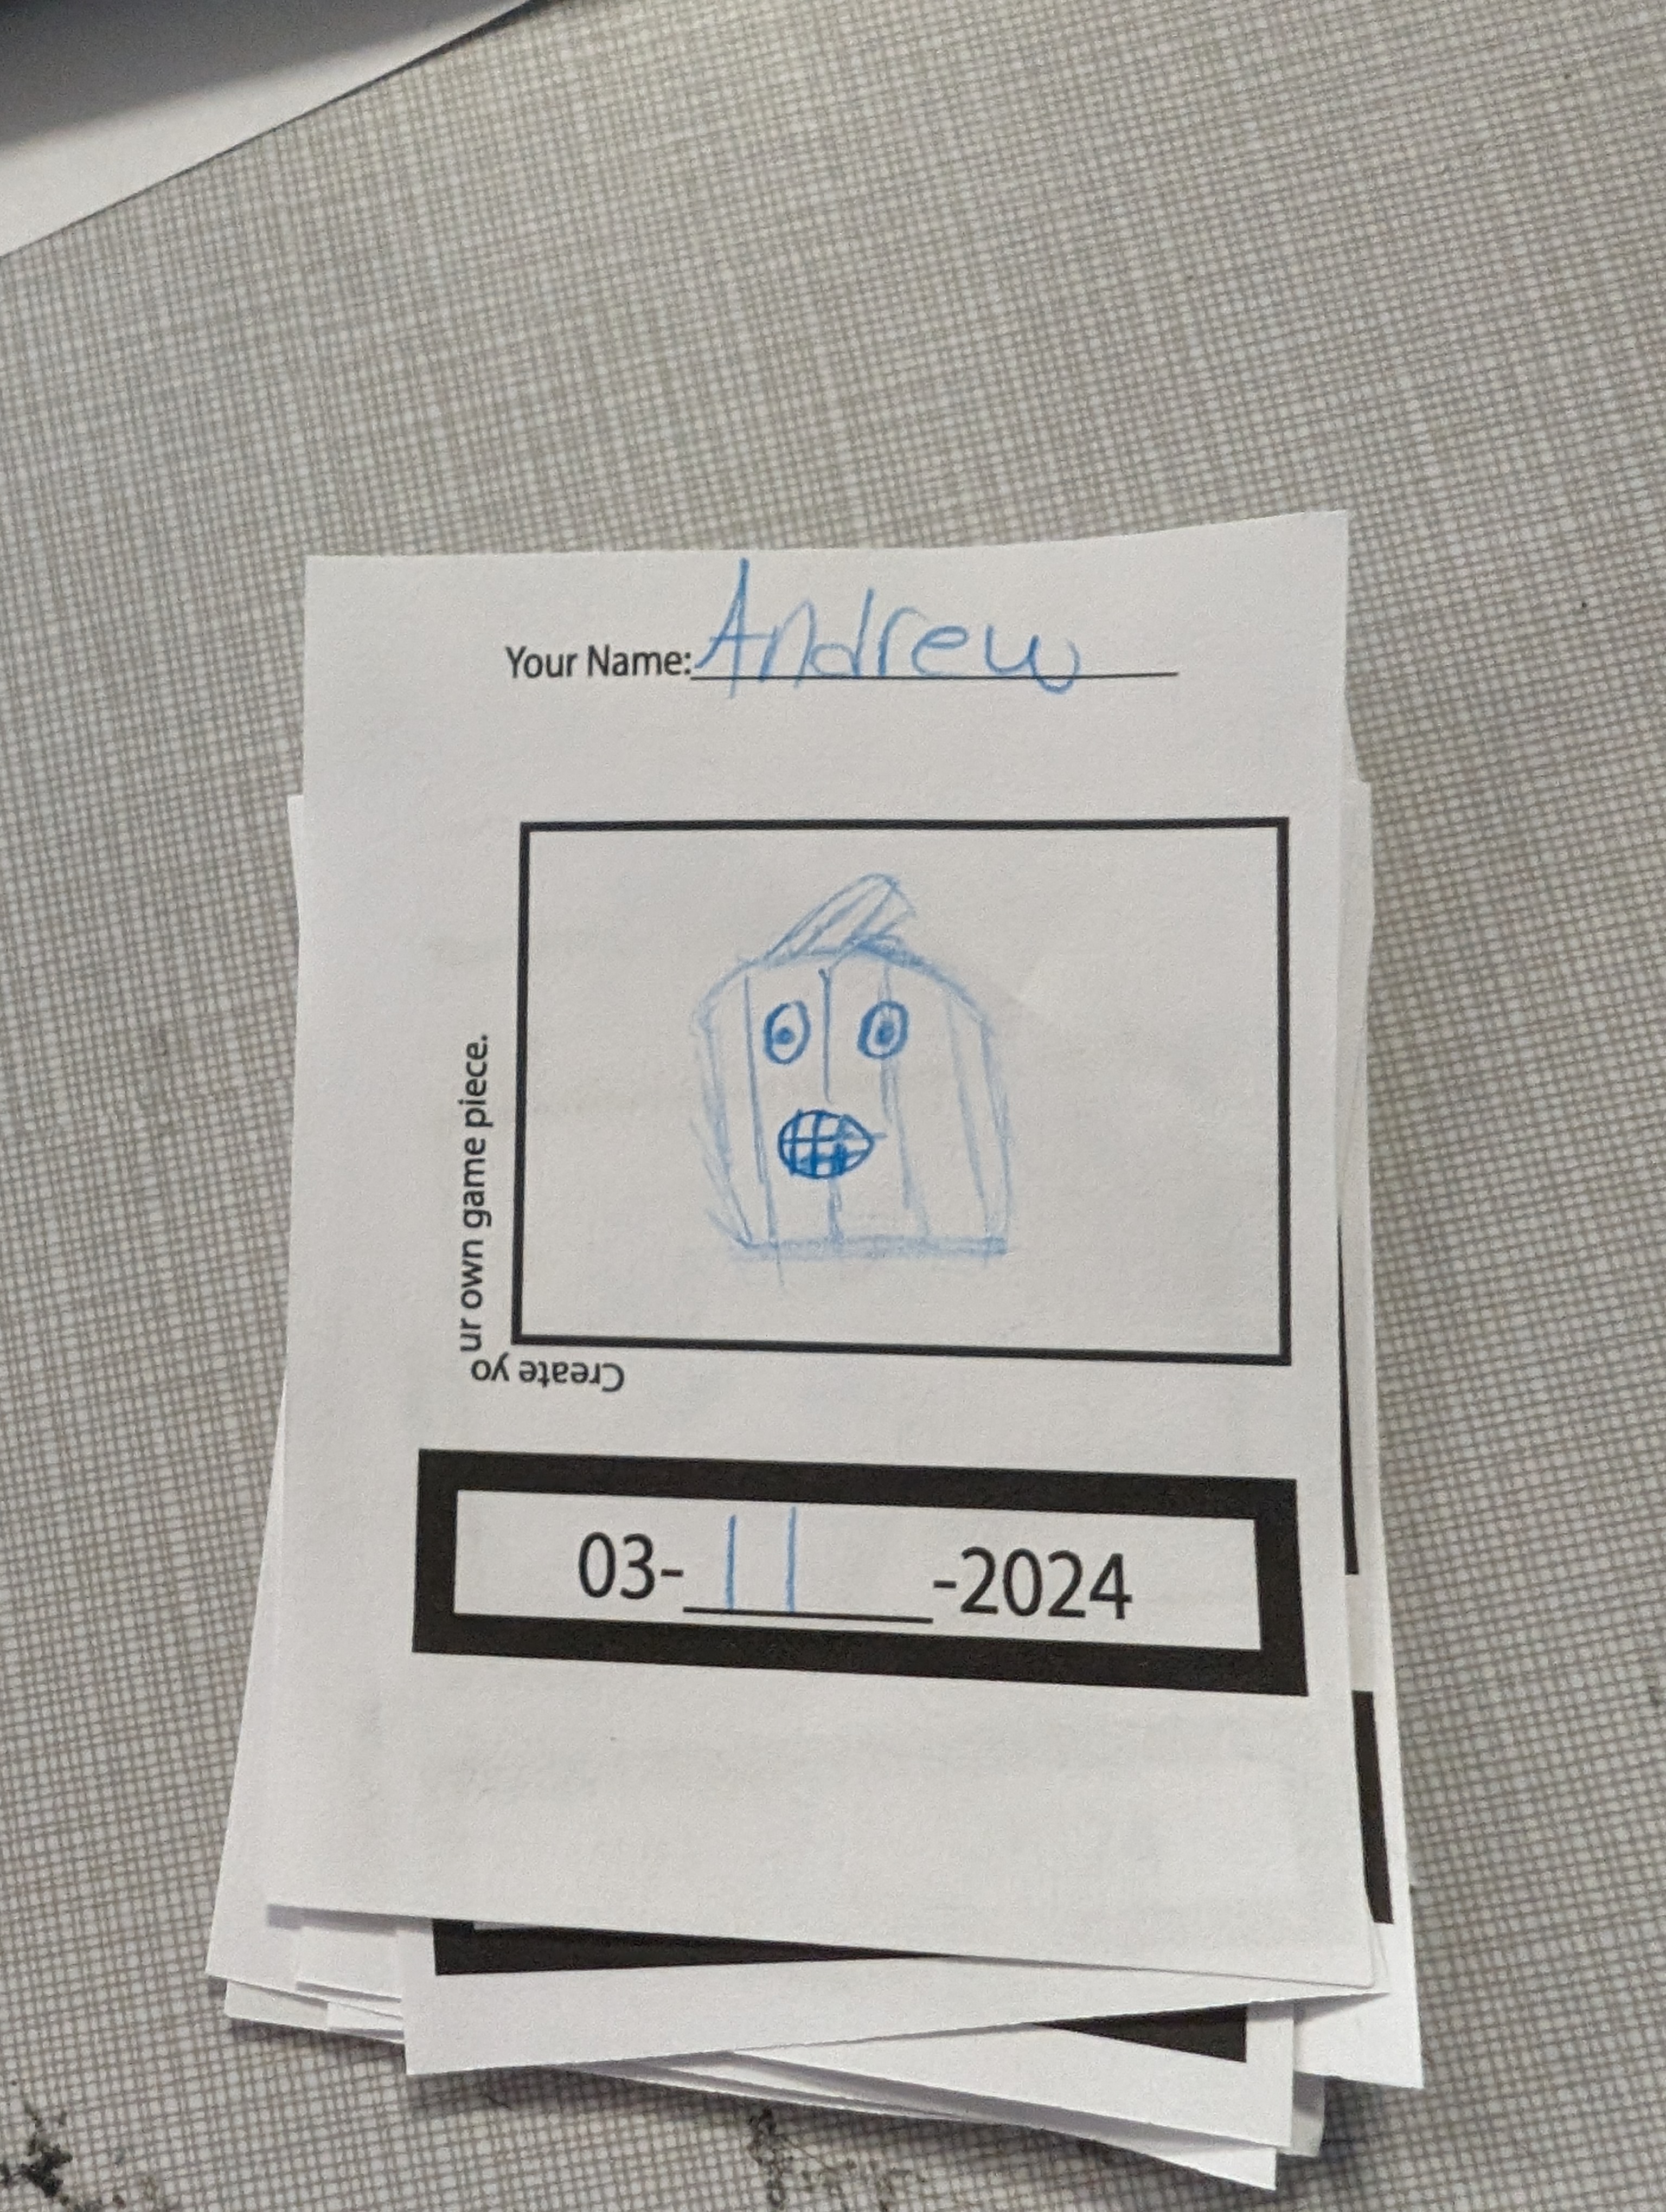 Your Name: Andrew
Create your own game piece.
03-11-2024